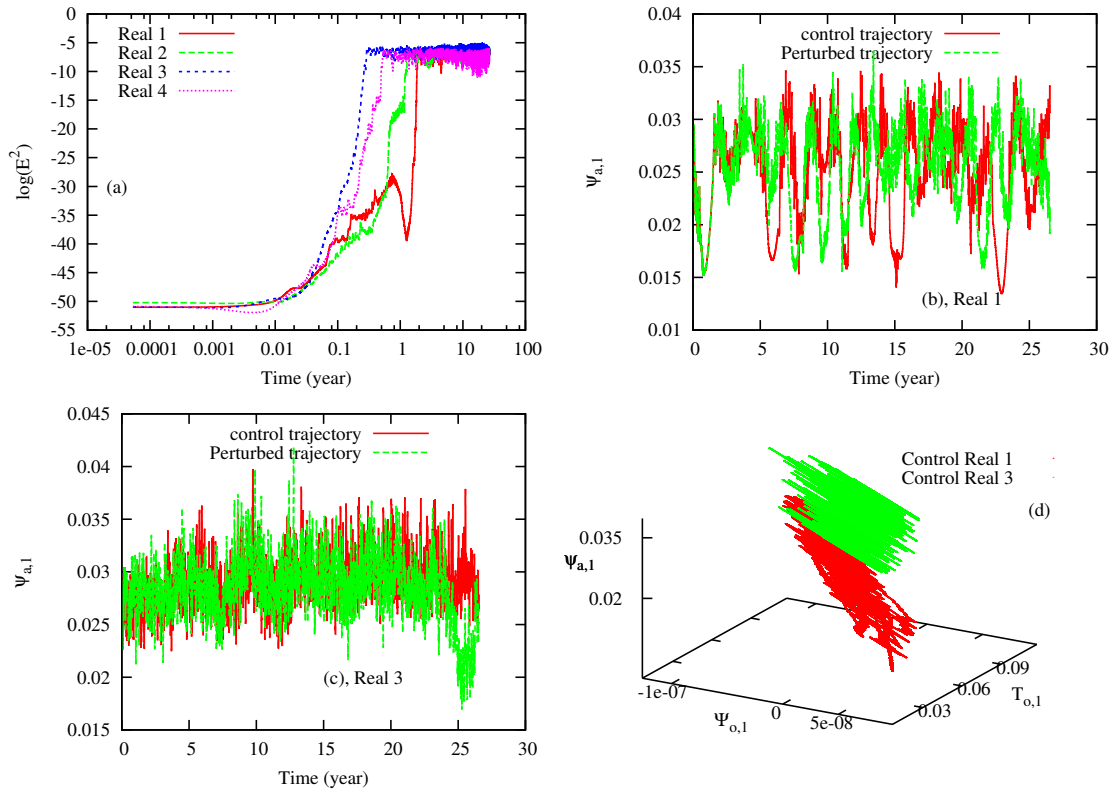 0
-5
-10
-15
-20
-25
-30
-35
-40
-45
-50
-55
log(E^2)
Real 1
Real 2
Real 3
Real 4
(a)
1e-05 0.0001 0.001 0.01 0.1 1 10 100
Time (year)
0.04
0.035
0.03
0.025
0.02
0.015
0.01
Ψa,1
control trajectory
Perturbed trajectory
(b), Real 1
0 5 10 15 20 25 30
Time (year)
0.045
0.04
0.035
0.03
0.025
0.02
0.015
Ψa,1
control trajectory
Perturbed trajectory
(c), Real 3
0 5 10 15 20 25 30
Time (year)
Control Real 1
Control Real 3
(d)
0.035
Ψa,1
0.02
-1e-07 0 5e-08
Ψo,1
0.03 0.06 0.09
To,1